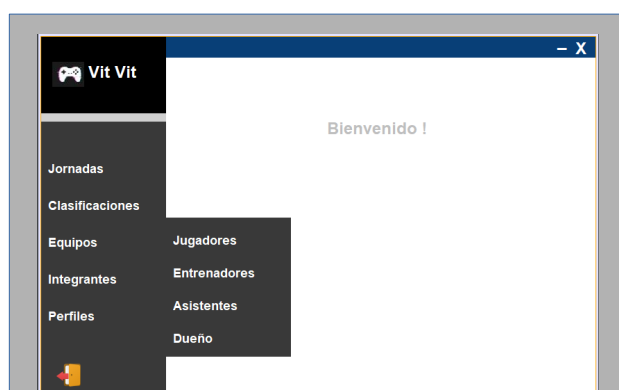 – X
Vit Vit
Bienvenido !
Jornadas
Clasificaciones
Equipos
Integrantes
Perfiles
Jugadores
Entrenadores
Asistentes
Dueño